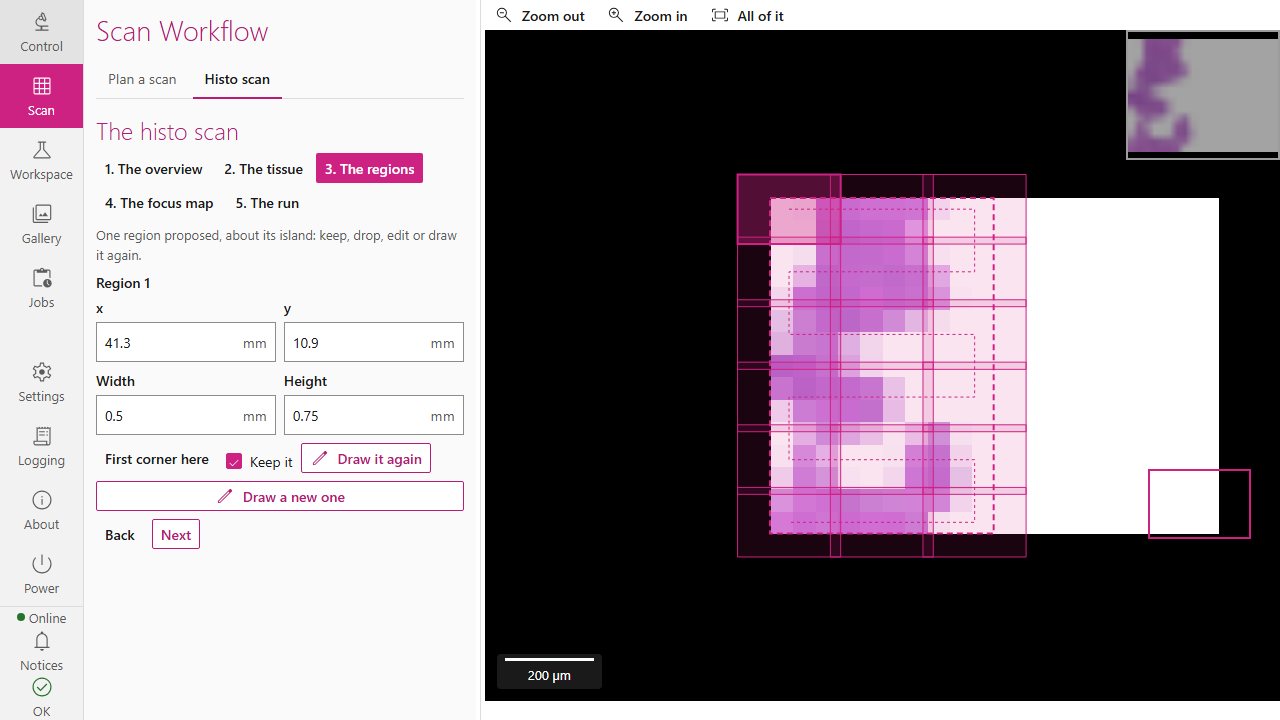 Control
Scan
Workspace
Gallery
Jobs
Settings
Logging
About
Power
Online
Notices
OK
Scan Workflow
Plan a scan
Histo scan
The histo scan
1. The overview
2. The tissue
3. The regions
4. The focus map
5. The run
One region proposed, about its island: keep, drop, edit or draw
it again.
Region 1
x
y
41.3 mm
10.9 mm
Width
Height
0.5 mm
0.75 mm
First corner here
Keep it
Draw it again
Draw a new one
Back
Next
Zoom out
Zoom in
All of it
200 µm